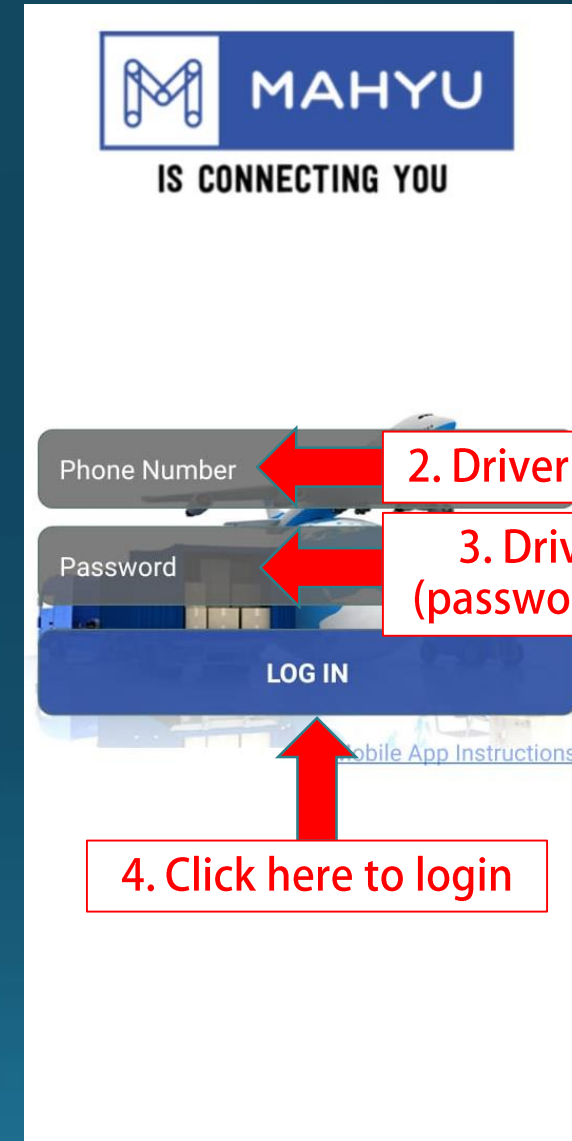 MAHYU
IS CONNECTING YOU
Phone Number
2. Driver
Password
3. Driv
(passwo
LOG IN
obile App Instructions
4. Click here to login